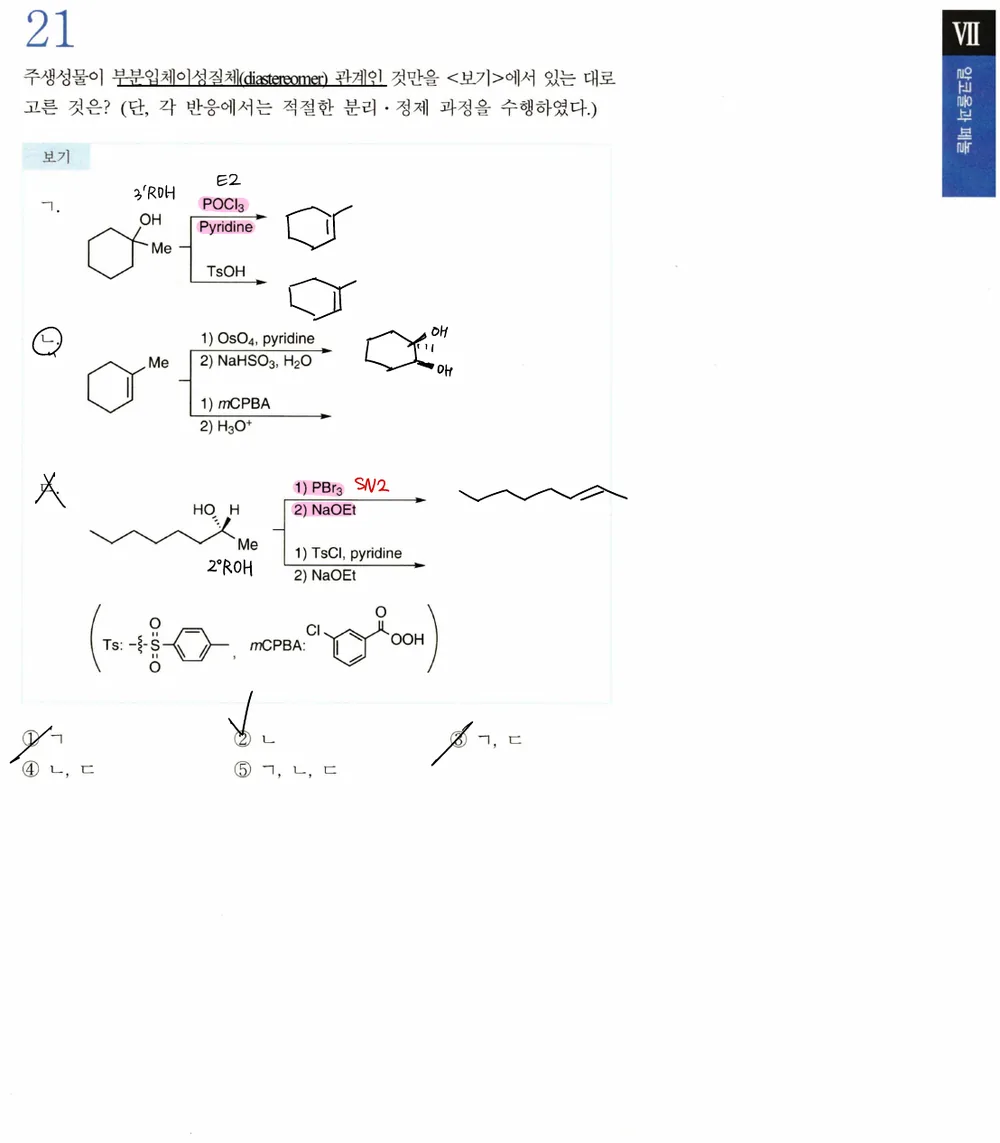 21
주생성물이 부분입체이성질체(diastereomer) 관계인 것만을 <보기>에서 있는 대로
고른 것은? (단, 각 반응에서는 적절한 분리·정제 과정을 수행하였다.)
VII
알코올과 페놀
보기
ㄱ.
3°ROH
OH
Me
E2
POCl3
Pyridine
TsOH
ㄴ.
Me
1) OsO4, pyridine
2) NaHSO3, H2O
1) mCPBA
2) H3O+
OH
OH
ㄷ.
HO H
Me
2°ROH
1) PBr3 SN2
2) NaOEt
1) TsCl, pyridine
2) NaOEt
Ts: O S O , mCPBA: Cl O OOH
① ㄱ ② ㄴ ③ ㄱ, ㄷ
④ ㄴ, ㄷ ⑤ ㄱ, ㄴ, ㄷ